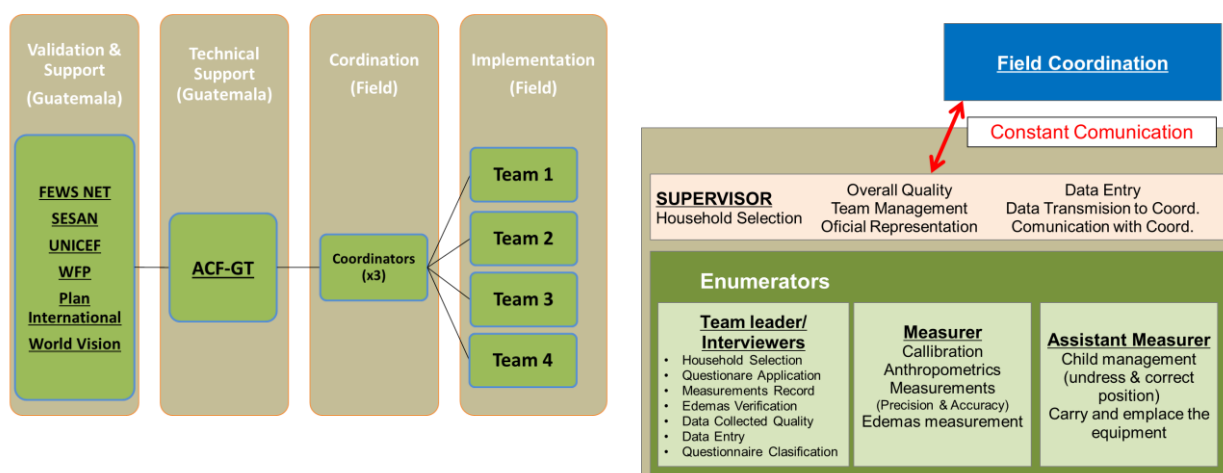 Validation &
Support
(Guatemala)
FEWS NET
SESAN
UNICEF
WFP
Plan
International
World Vision
Technical
Support
(Guatemala)
ACF-GT
Cordination
(Field)
Coordinators
(x3)
Implementation
(Field)
Team 1
Team 2
Team 3
Team 4
Field Coordination
Constant Comunication
SUPERVISOR
Household Selection
Overall Quality
Team Management
Oficial Representation
Data Entry
Data Transmision to Coord.
Comunication with Coord.
Enumerators
Team leader/
Interviewers
• Household Selection
• Questionare Application
• Measurements Record
• Edemas Verification
• Data Collected Quality
• Data Entry
• Questionnaire Clasification
Measurer
Callibration
Anthropometrics
Measurements
(Precision & Accuracy)
Edemas measurement
Assistant Measurer
Child management
(undress & correct
position)
Carry and emplace the
equipment